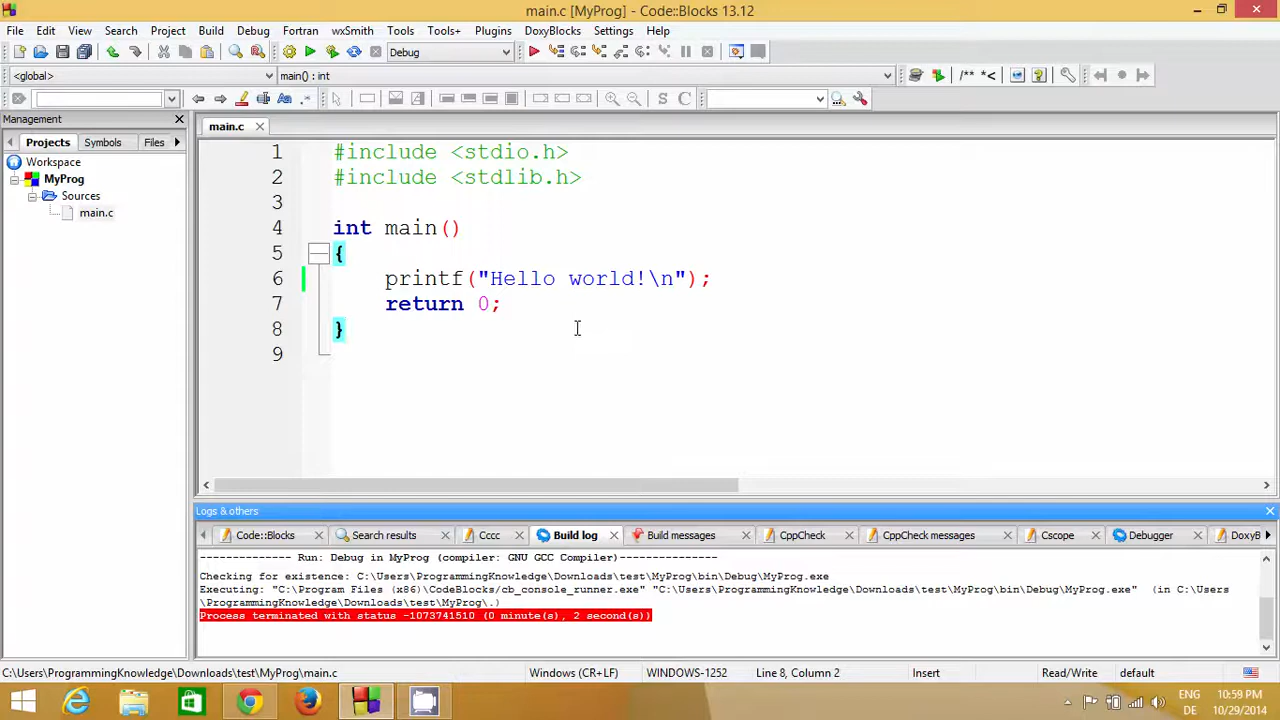 main.c [MyProg] - Code::Blocks 13.12
File Edit View Search Project Build Debug Fortran wxSmith Tools Tools+ Plugins DoxyBlocks Settings Help
Debug
<global> main() : int /** *<
S C
Management
Projects Symbols Files
Workspace
MyProg
Sources
main.c
main.c
1 #include <stdio.h>
2 #include <stdlib.h>
3
4 int main()
5 {
6 printf("Hello world!\n");
7 return 0;
8 }
9
Logs & others
Code::Blocks Search results Cccc Build log Build messages CppCheck CppCheck messages Cscope Debugger DoxyB
-------------- Run: Debug in MyProg (compiler: GNU GCC Compiler)---------------
Checking for existence: C:\Users\ProgrammingKnowledge\Downloads\test\MyProg\bin\Debug\MyProg.exe
Executing: "C:\Program Files (x86)\CodeBlocks/cb_console_runner.exe" "C:\Users\ProgrammingKnowledge\Downloads\test\MyProg\bin\Debug\MyProg.exe"  (in C:\Users
\ProgrammingKnowledge\Downloads\test\MyProg\.)
Process terminated with status -1073741510 (0 minute(s), 2 second(s))
C:\Users\ProgrammingKnowledge\Downloads\test\MyProg\main.c Windows (CR+LF) WINDOWS-1252 Line 8, Column 2 Insert Read/Write default
ENG 10:59 PM
DE 10/29/2014